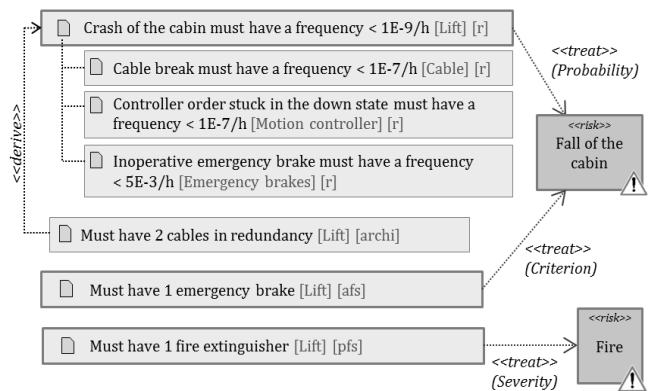 Crash of the cabin must have a frequency < 1E-9/h [Lift] [r]
<<treat>>
(Probability)
Cable break must have a frequency < 1E-7/h [Cable] [r]
Controller order stuck in the down state must have a
frequency < 1E-7/h [Motion controller] [r]
<<derive>>
<<risk>>
Fall of the
cabin
Inoperative emergency brake must have a frequency
< 5E-3/h [Emergency brakes] [r]
Must have 2 cables in redundancy [Lift] [archi]
<<treat>>
(Criterion)
Must have 1 emergency brake [Lift] [afs]
<<risk>>
Fire
Must have 1 fire extinguisher [Lift] [pfs]
<<treat>>
(Severity)